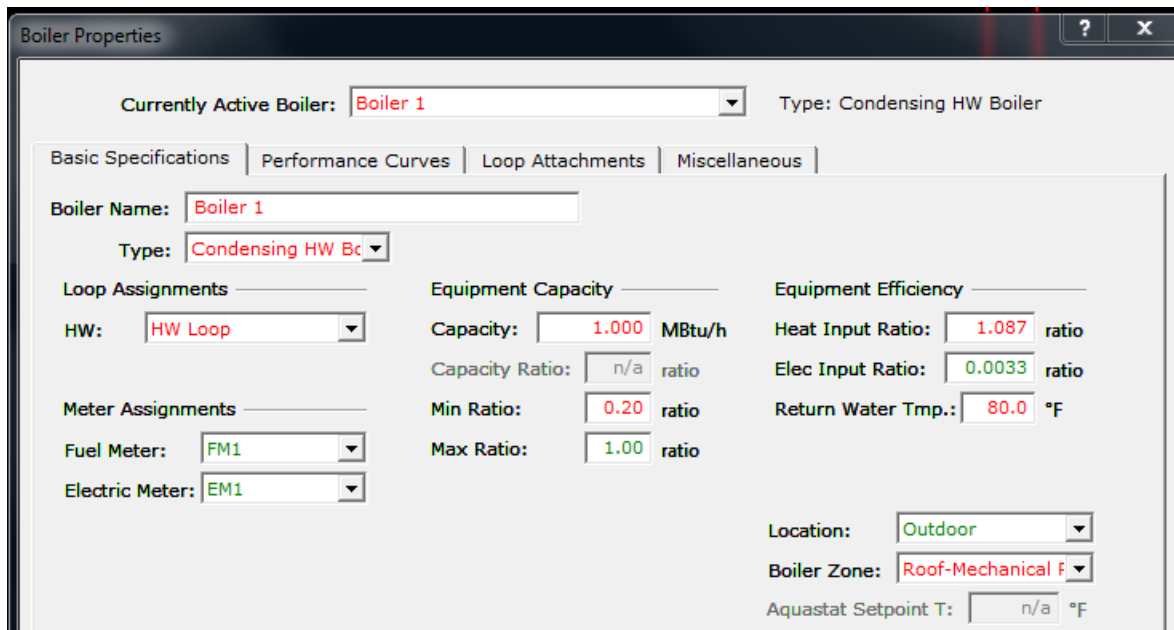 Boiler Properties
? X
Currently Active Boiler: Boiler 1 Type: Condensing HW Boiler
Basic Specifications Performance Curves Loop Attachments Miscellaneous
Boiler Name: Boiler 1
Type: Condensing HW Bo
Loop Assignments Equipment Capacity Equipment Efficiency
HW: HW Loop Capacity: 1.000 MBtu/h Heat Input Ratio: 1.087 ratio
Capacity Ratio: n/a ratio Elec Input Ratio: 0.0033 ratio
Meter Assignments Min Ratio: 0.20 ratio Return Water Tmp.: 80.0 °F
Fuel Meter: FM1 Max Ratio: 1.00 ratio
Electric Meter: EM1
Location: Outdoor
Boiler Zone: Roof-Mechanical
Aquastat Setpoint T: n/a °F